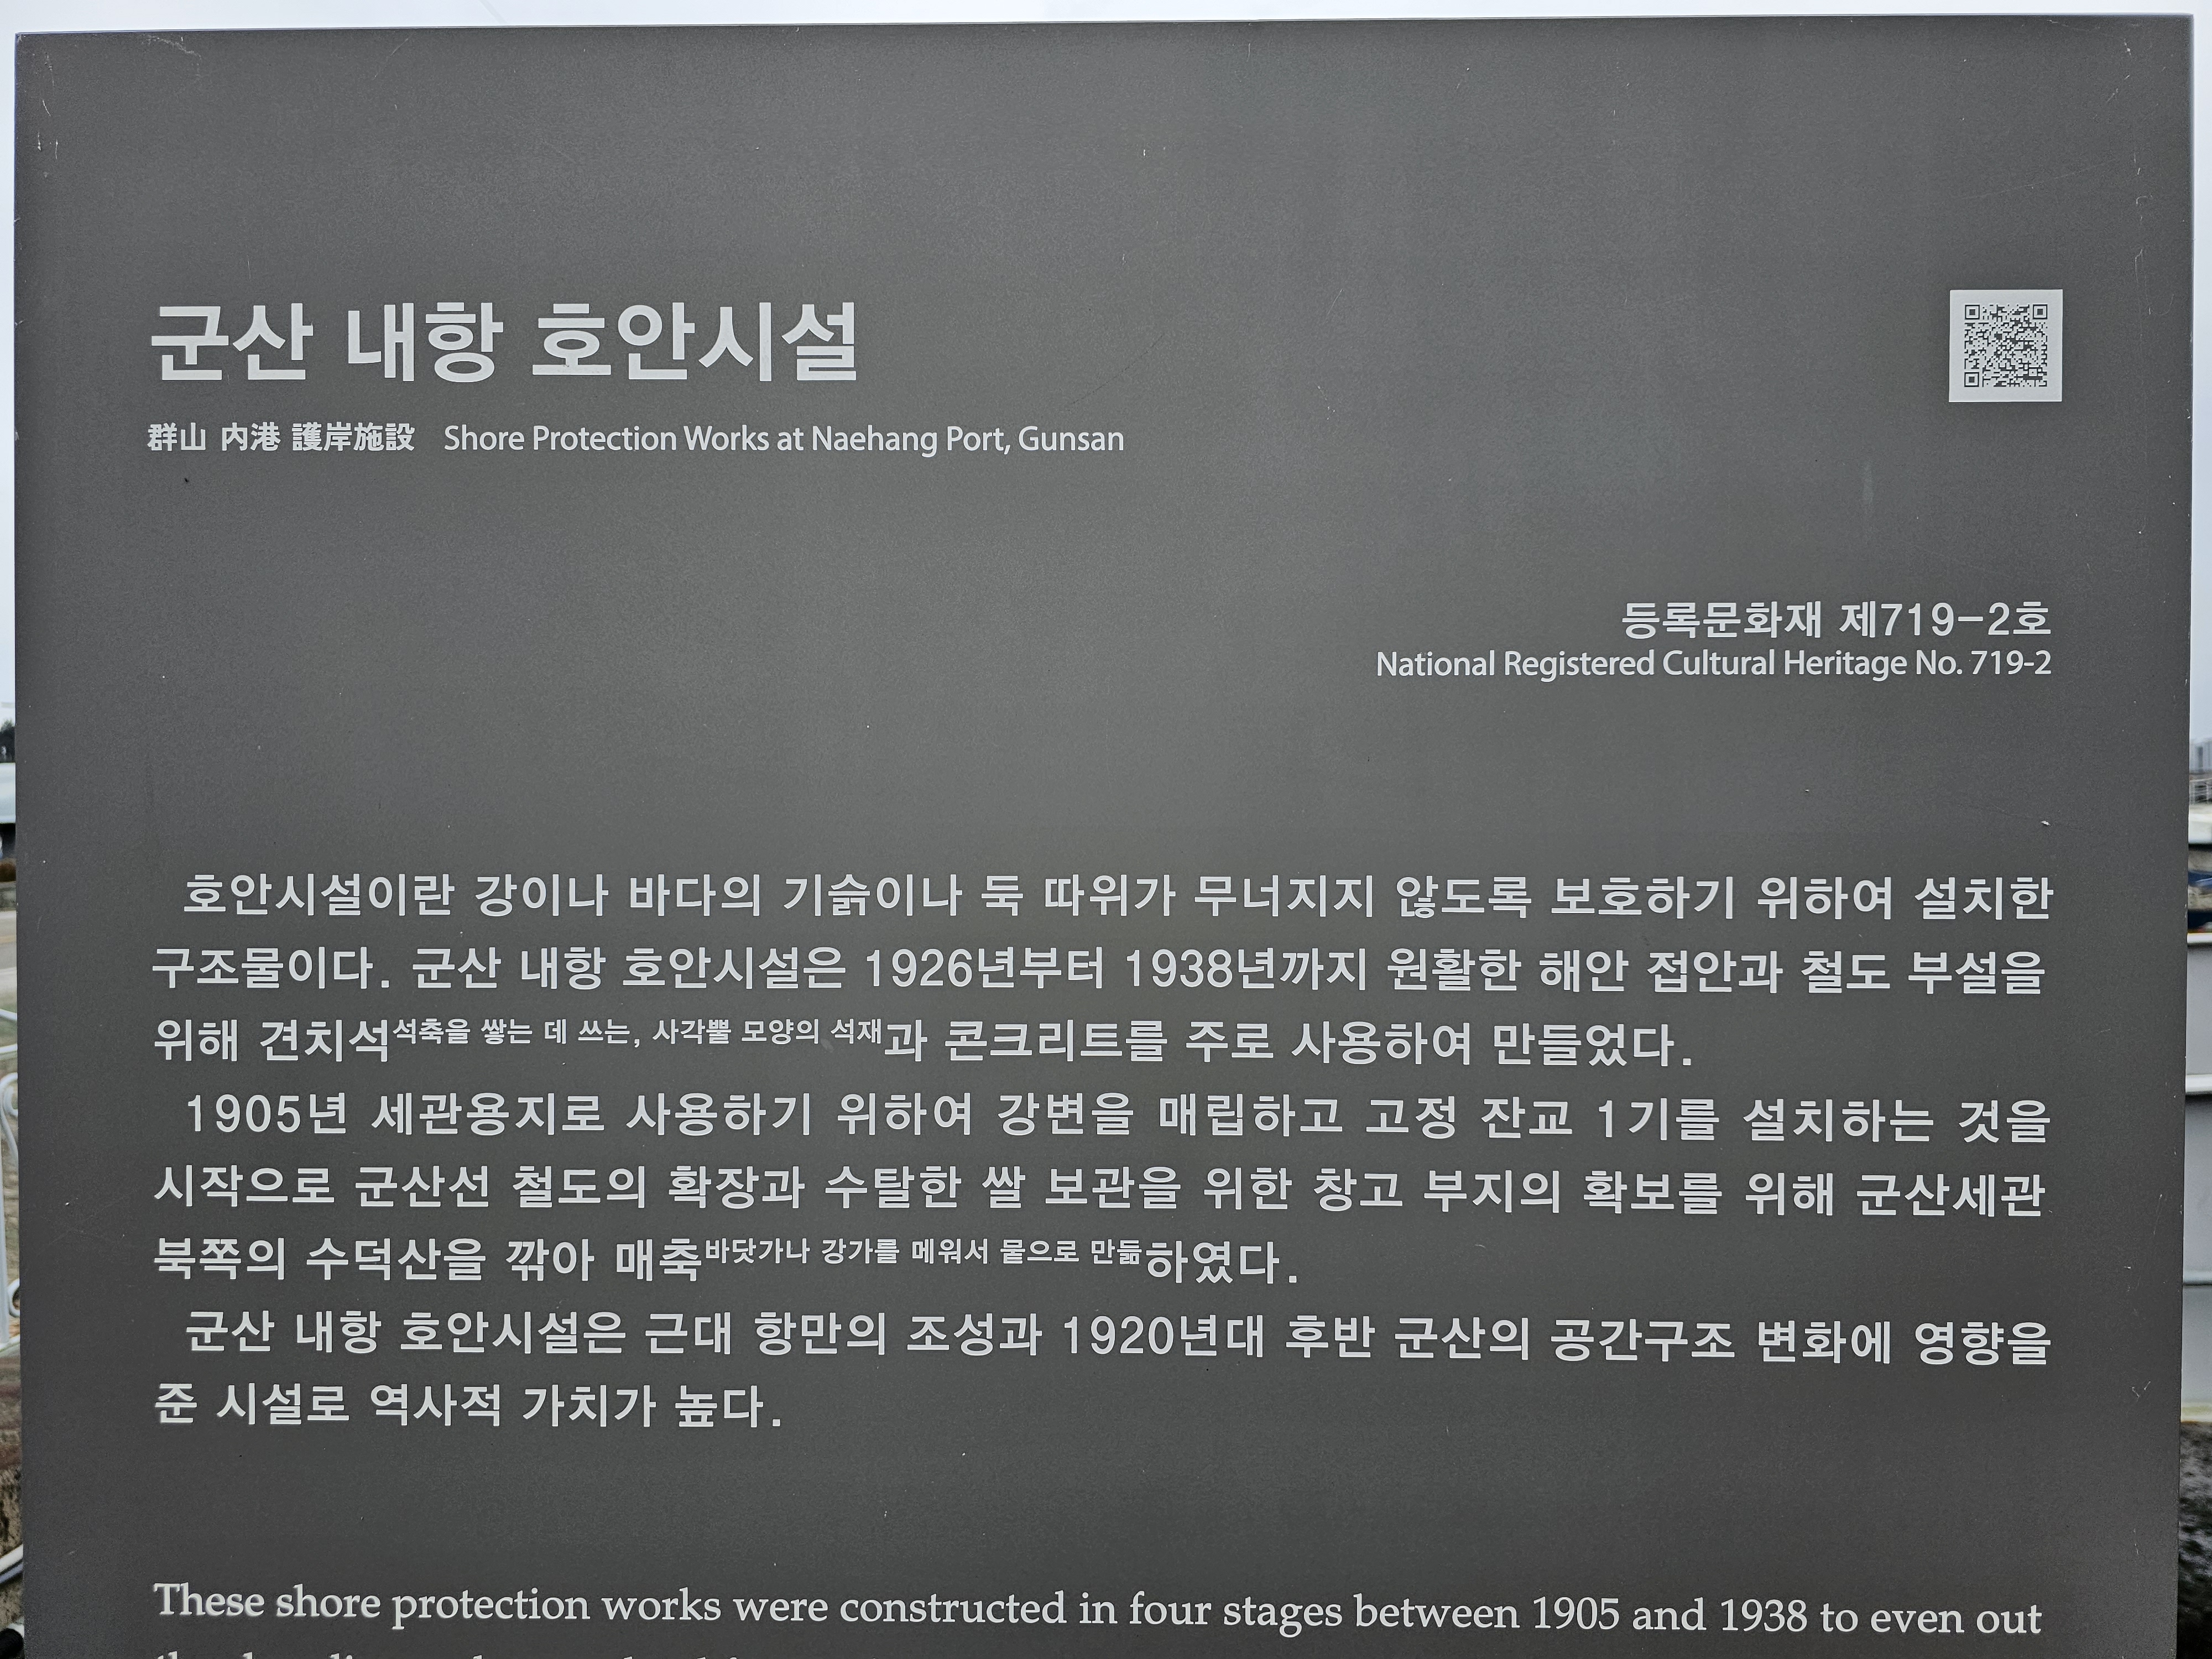 군산 내항 호안시설
群山 内港 護岸施設 Shore Protection Works at Naehang Port, Gunsan
등록문화재 제719-2호
National Registered Cultural Heritage No. 719-2
호안시설이란 강이나 바다의 기슭이나 둑 따위가 무너지지 않도록 보호하기 위하여 설치한
구조물이다. 군산 내항 호안시설은 1926년부터 1938년까지 원활한 해안 접안과 철도 부설을
위해 견치석석축을 쌓는 데 쓰는, 사각뿔 모양의 석재과 콘크리트를 주로 사용하여 만들었다.
1905년 세관용지로 사용하기 위하여 강변을 매립하고 고정 잔교 1기를 설치하는 것을
시작으로 군산선 철도의 확장과 수탈한 쌀 보관을 위한 창고 부지의 확보를 위해 군산세관
북쪽의 수덕산을 깎아 매축바닷가나 강가를 메워서 뭍으로 만듦하였다.
군산 내항 호안시설은 근대 항만의 조성과 1920년대 후반 군산의 공간구조 변화에 영향을
준 시설로 역사적 가치가 높다.
These shore protection works were constructed in four stages between 1905 and 1938 to even out